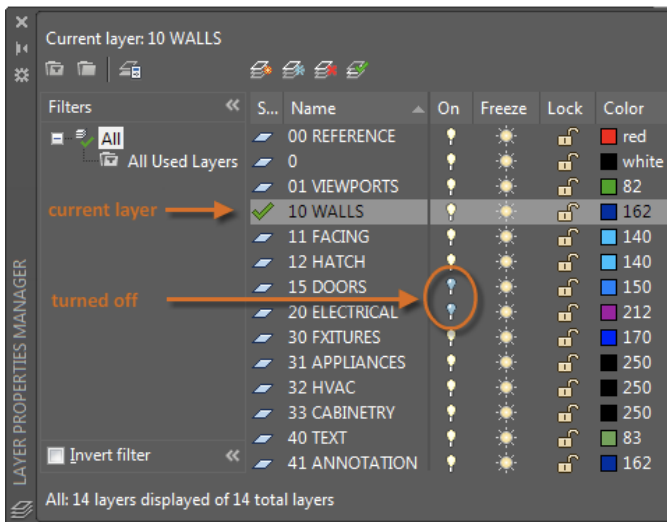 Current layer: 10 WALLS
Filters
S... Name On Freeze Lock Color
All
All Used Layers
00 REFERENCE red
0 white
01 VIEWPORTS 82
current layer
10 WALLS 162
11 FACING 140
12 HATCH 140
15 DOORS 150
turned off
20 ELECTRICAL 212
30 FXITURES 170
31 APPLIANCES 250
32 HVAC 250
33 CABINETRY 250
40 TEXT 83
41 ANNOTATION 162
Invert filter
All: 14 layers displayed of 14 total layers
LAYER PROPERTIES MANAGER